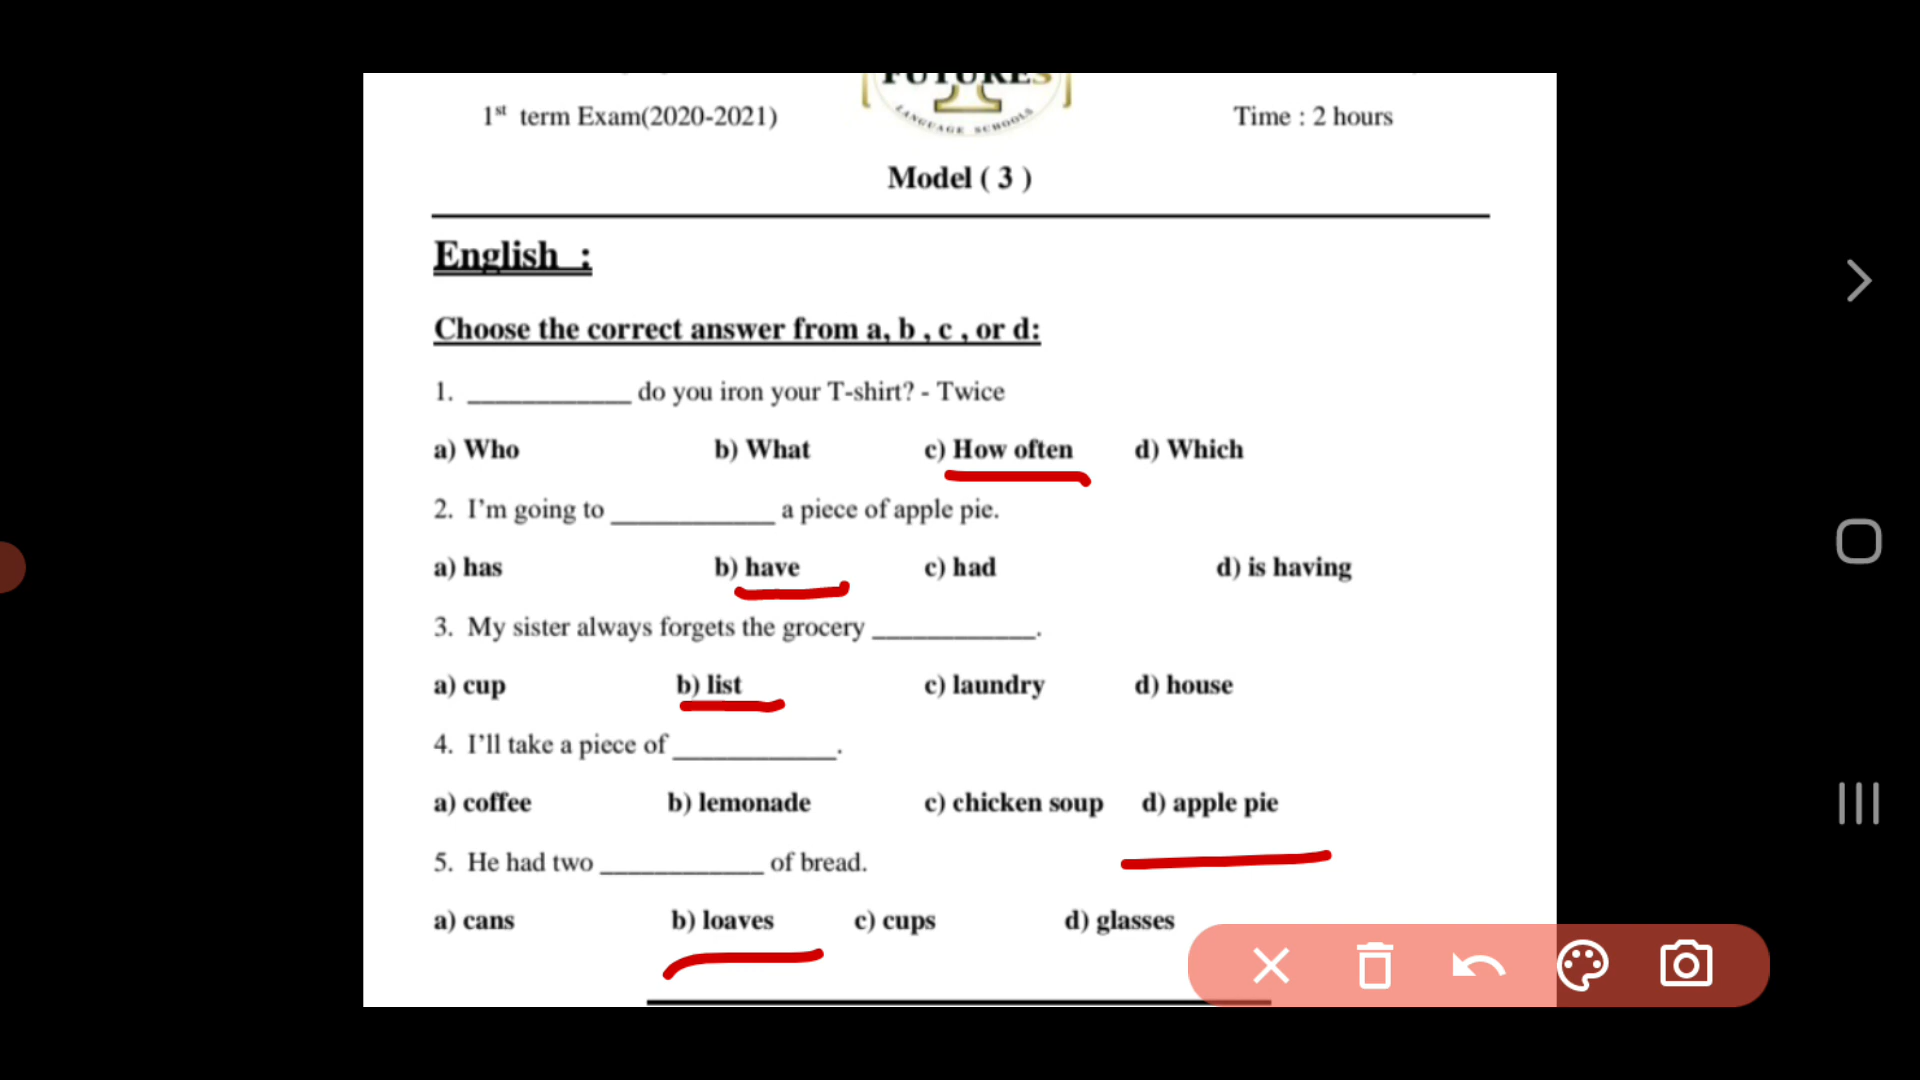 FUTURES
LANGUAGE SCHOOLS
1st term Exam(2020-2021)
Time : 2 hours
Model ( 3 )
English :
Choose the correct answer from a, b , c , or d:
1. ____________ do you iron your T-shirt? - Twice
a) Who b) What c) How often d) Which
2. I’m going to ____________ a piece of apple pie.
a) has b) have c) had d) is having
3. My sister always forgets the grocery ____________.
a) cup b) list c) laundry d) house
4. I’ll take a piece of ____________.
a) coffee b) lemonade c) chicken soup d) apple pie
5. He had two ____________ of bread.
a) cans b) loaves c) cups d) glasses